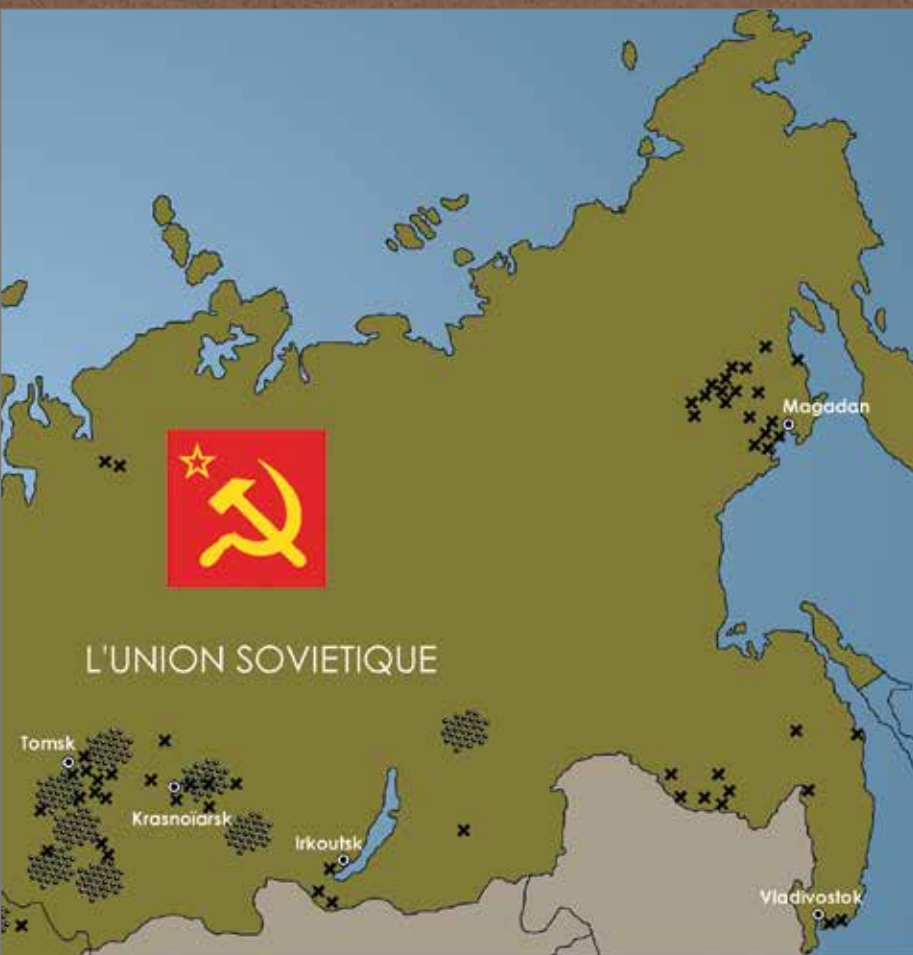 Magadan
L'UNION SOVIETIQUE
Tomsk
Krasnoïarsk
Irkoutsk
Vladivostok